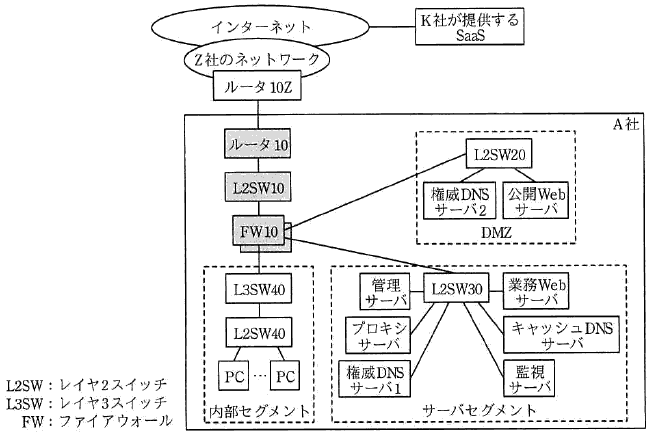 インターネット
K社が提供する
SaaS
Z社のネットワーク
ルータ10Z
A社
ルータ10
L2SW20
L2SW10
権威DNS
サーバ2
公開Web
サーバ
FW10
DMZ
L3SW40
管理
サーバ
L2SW30
業務Web
サーバ
L2SW40
プロキシ
サーバ
キャッシュDNS
サーバ
PC … PC
権威DNS
サーバ1
監視
サーバ
内部セグメント
サーバセグメント
L2SW:レイヤ2スイッチ
L3SW:レイヤ3スイッチ
FW:ファイアウォール